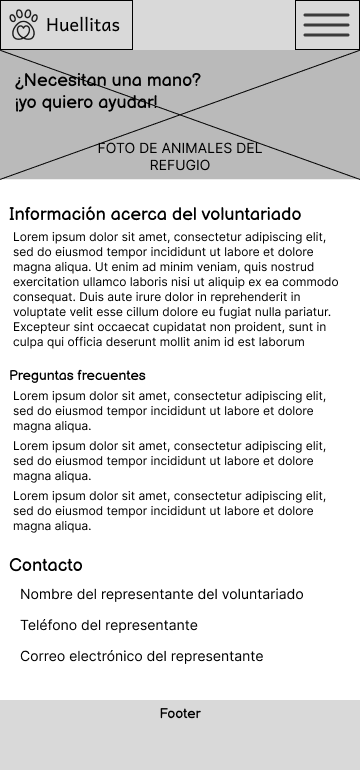 Huellitas
¿Necesitan una mano?
¡yo quiero ayudar!
FOTO DE ANIMALES DEL
REFUGIO
Información acerca del voluntariado
Lorem ipsum dolor sit amet, consectetur adipiscing elit,
sed do eiusmod tempor incididunt ut labore et dolore
magna aliqua. Ut enim ad minim veniam, quis nostrud
exercitation ullamco laboris nisi ut aliquip ex ea commodo
consequat. Duis aute irure dolor in reprehenderit in
voluptate velit esse cillum dolore eu fugiat nulla pariatur.
Excepteur sint occaecat cupidatat non proident, sunt in
culpa qui officia deserunt mollit anim id est laborum
Preguntas frecuentes
Lorem ipsum dolor sit amet, consectetur adipiscing elit,
sed do eiusmod tempor incididunt ut labore et dolore
magna aliqua.
Lorem ipsum dolor sit amet, consectetur adipiscing elit,
sed do eiusmod tempor incididunt ut labore et dolore
magna aliqua.
Lorem ipsum dolor sit amet, consectetur adipiscing elit,
sed do eiusmod tempor incididunt ut labore et dolore
magna aliqua.
Contacto
Nombre del representante del voluntariado
Teléfono del representante
Correo electrónico del representante
Footer